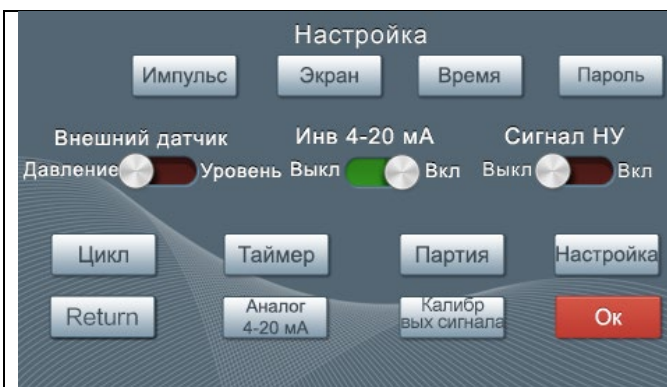 Настройка
Импульс Экран Время Пароль
Внешний датчик Инв 4-20 мА Сигнал НУ
Давление Уровень Выкл Вкл Выкл Вкл
Цикл Таймер Партия Настройка
Return Аналог 4-20 мА Калибр вых сигнала Ок